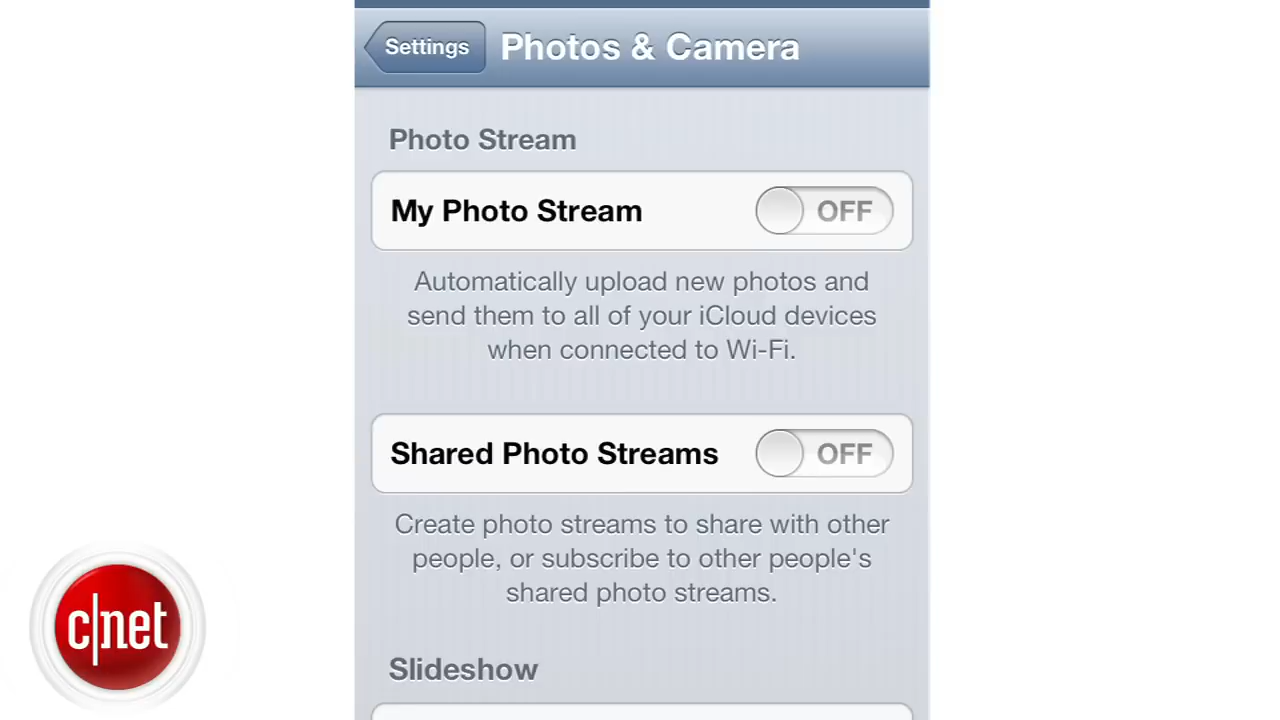 Settings
Photos & Camera
Photo Stream
My Photo Stream
OFF
Automatically upload new photos and
send them to all of your iCloud devices
when connected to Wi-Fi.
Shared Photo Streams
OFF
Create photo streams to share with other
people, or subscribe to other people's
shared photo streams.
c|net
Slideshow